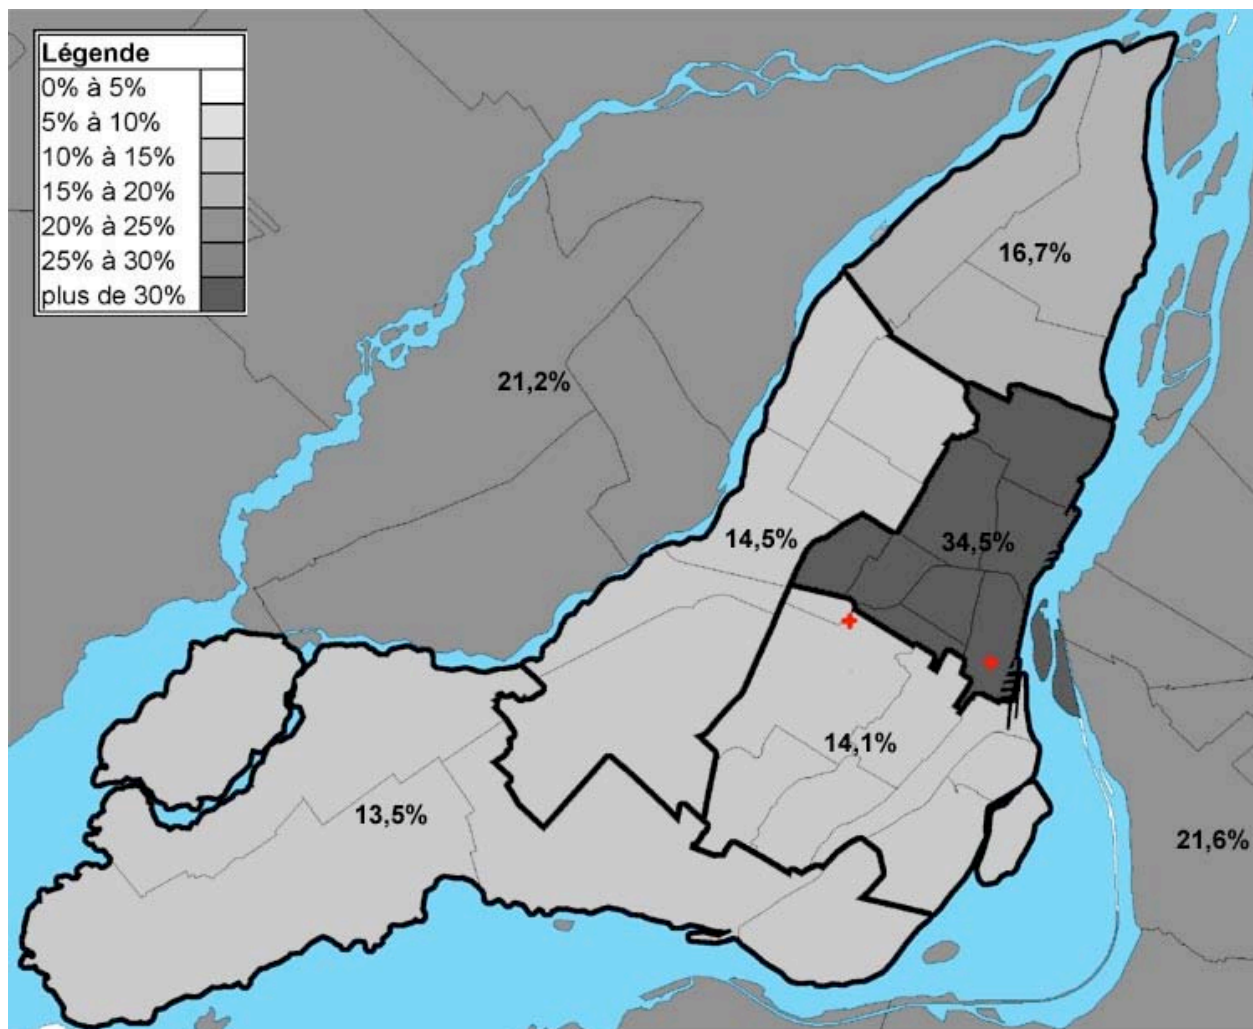 Légende
0% à 5%
5% à 10%
10% à 15%
15% à 20%
20% à 25%
25% à 30%
plus de 30%
16,7%
21,2%
14,5%
34,5%
14,1%
13,5%
21,6%